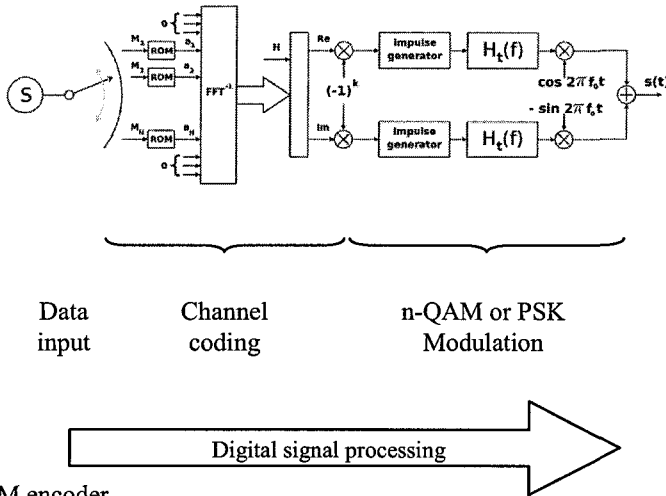 S
M₁ ROM a₁
M₂ ROM a₂
M_N ROM a_N
0
0
FFT⁻¹
H
Re
Im
(-1)^k
Impulse generator
H_t(f)
Impulse generator
H_t(f)
cos 2π f₀t
- sin 2π f₀t
s(t)
Data input
Channel coding
n-QAM or PSK Modulation
Digital signal processing
M encoder